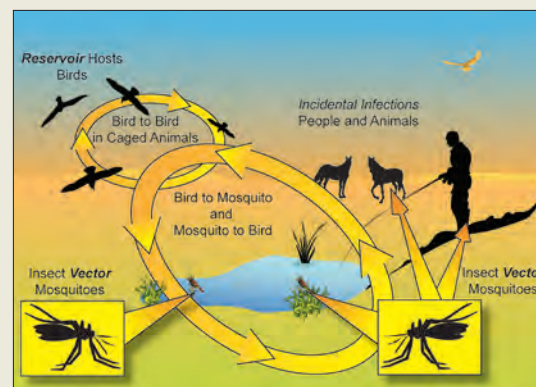 Reservoir Hosts
Birds
Bird to Bird
in Caged Animals
Incidental Infections
People and Animals
Bird to Mosquito
and
Mosquito to Bird
Insect Vector
Mosquitoes
Insect Vecto
Mosquitoes